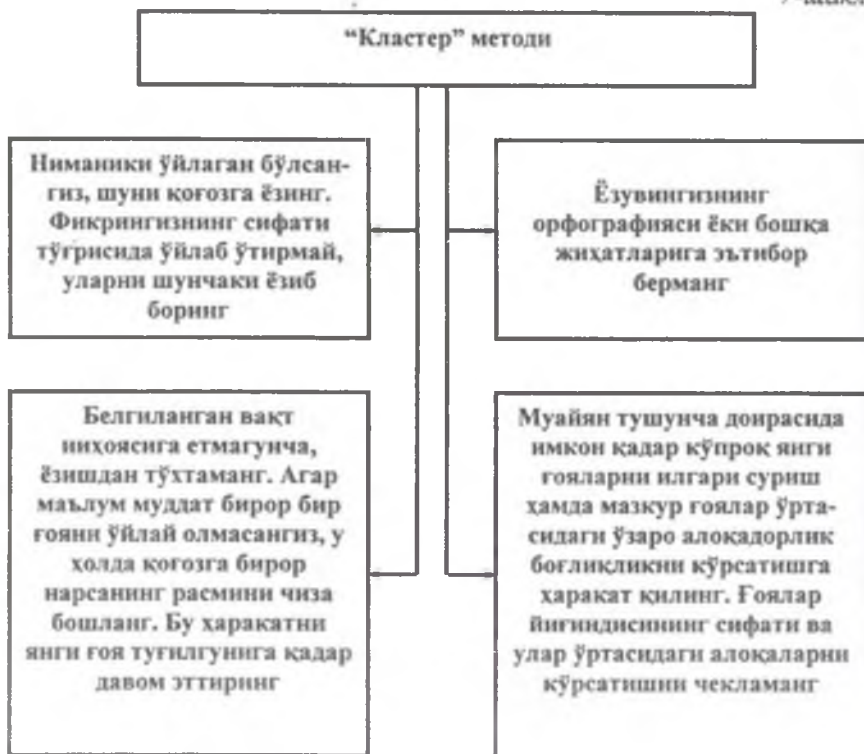 “Кластер” методи
Ниманики ўйлаган бўлсан-
гиз, шуни қоғозга ёзинг.
Фикрингизнинг сифати
тўғрисида ўйлаб ўтирмай,
уларни шунчаки ёзиб
боринг
Ёзувингизнинг
орфографияси ёки бошқа
жиҳатларига эътибор
берманг
Белгиланган вақт
ниҳоясига етмагунча,
ёзишдан тўхтаманг. Агар
маълум муддат бирор бир
ғояни ўйлай олмасангиз, у
ҳолда қоғозга бирор
нарсанинг расмини чиза
бошланг. Бу ҳаракатни
янги ғоя туғилгунига қадар
давом эттиринг
Муайян тушунча доирасида
имкон қадар кўпроқ янги
ғояларни илгари суриш
ҳамда мазкур ғоялар ўрта-
сидаги ўзаро алоқадорлик
боғлиқликни кўрсатишга
ҳаракат қилинг. Ғоялар
йиғиндисининг сифати ва
улар ўртасидаги алоқаларни
кўрсатишни чекламанг